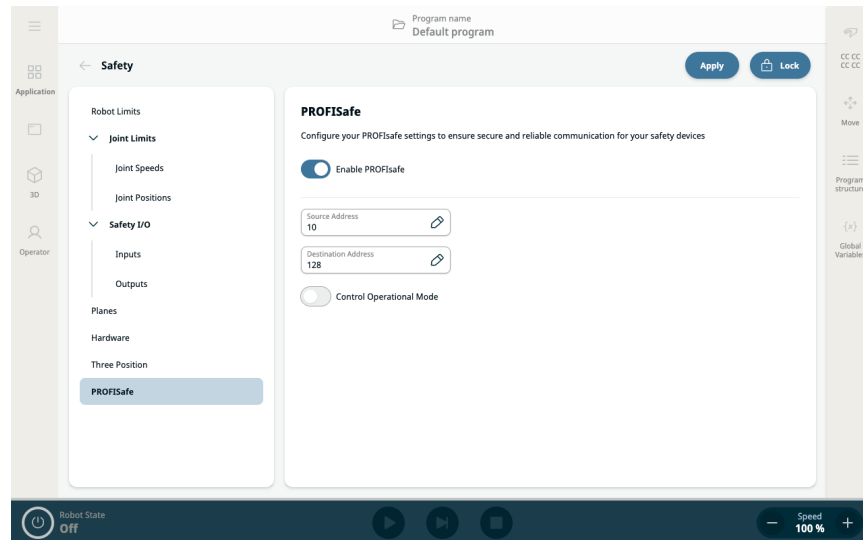 Program name
Default program
Safety
Apply
Lock
Application
3D
Operator
Robot Limits
Joint Limits
Joint Speeds
Joint Positions
Safety I/O
Inputs
Outputs
Planes
Hardware
Three Position
PROFISafe
PROFISafe
Configure your PROFIsafe settings to ensure secure and reliable communication for your safety devices
Enable PROFIsafe
Source Address
10
Destination Address
128
Control Operational Mode
CC CC
CC CC
Move
Program
structure
{x}
Global
Variables
Robot State
Off
Speed
100 %